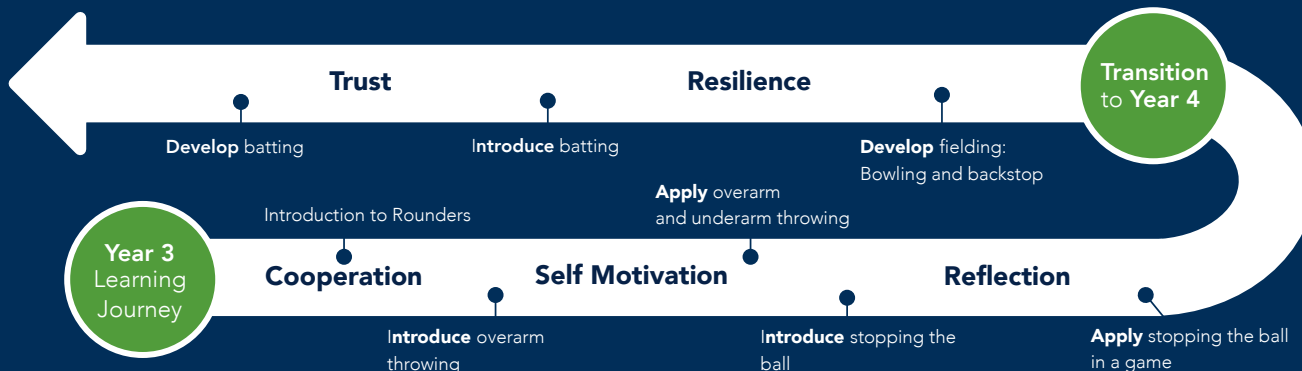 Trust
Resilience
Transition
to Year 4
Develop batting
Introduce batting
Develop fielding:
Bowling and backstop
Apply overarm
and underarm throwing
Introduction to Rounders
Year 3
Learning
Journey
Cooperation
Self Motivation
Reflection
Introduce overarm
throwing
Introduce stopping the
ball
Apply stopping the ball
in a game